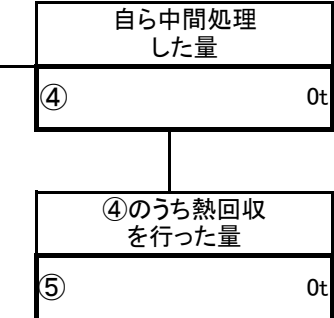 自ら中間処理
した量
④ 0t
④のうち熱回収
を行った量
⑤ 0t